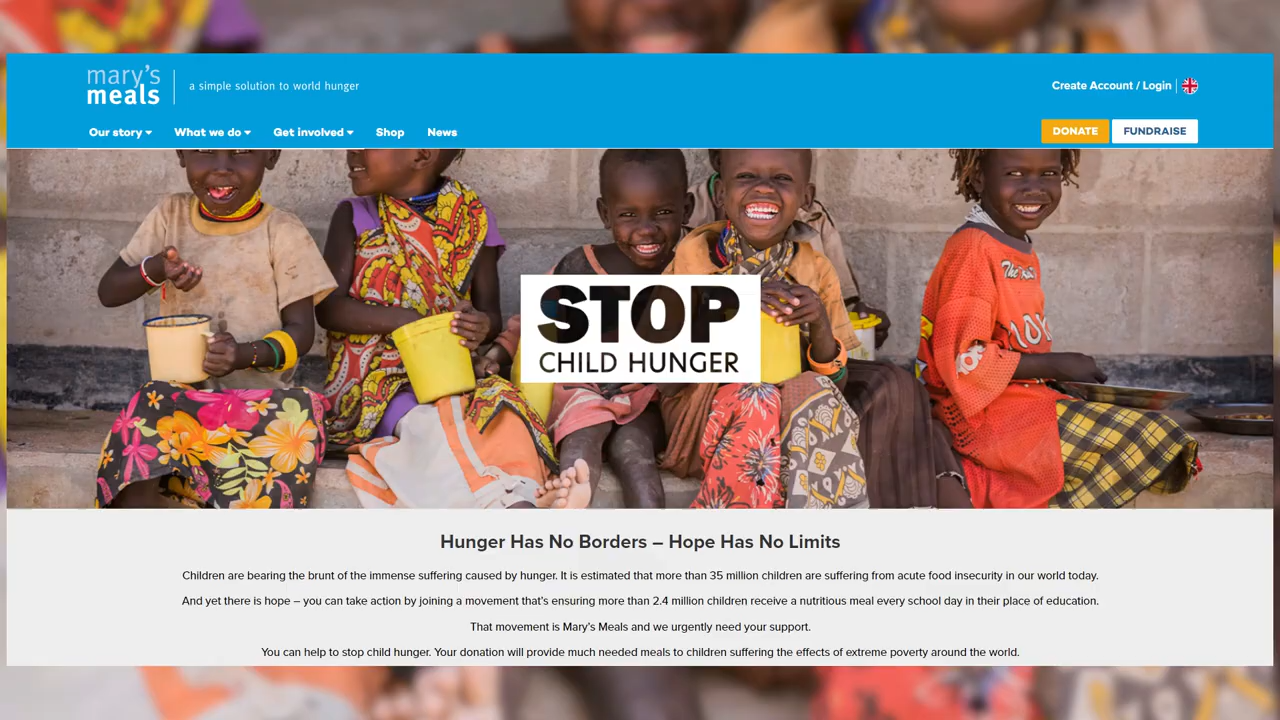 mary's
meals
a simple solution to world hunger
Create Account / Login
Our story
What we do
Get involved
Shop
News
DONATE
FUNDRAISE
STOP
CHILD HUNGER
Hunger Has No Borders – Hope Has No Limits
Children are bearing the brunt of the immense suffering caused by hunger. It is estimated that more than 35 million children are suffering from acute food insecurity in our world today.
And yet there is hope – you can take action by joining a movement that's ensuring more than 2.4 million children receive a nutritious meal every school day in their place of education.
That movement is Mary's Meals and we urgently need your support.
You can help to stop child hunger. Your donation will provide much needed meals to children suffering the effects of extreme poverty around the world.